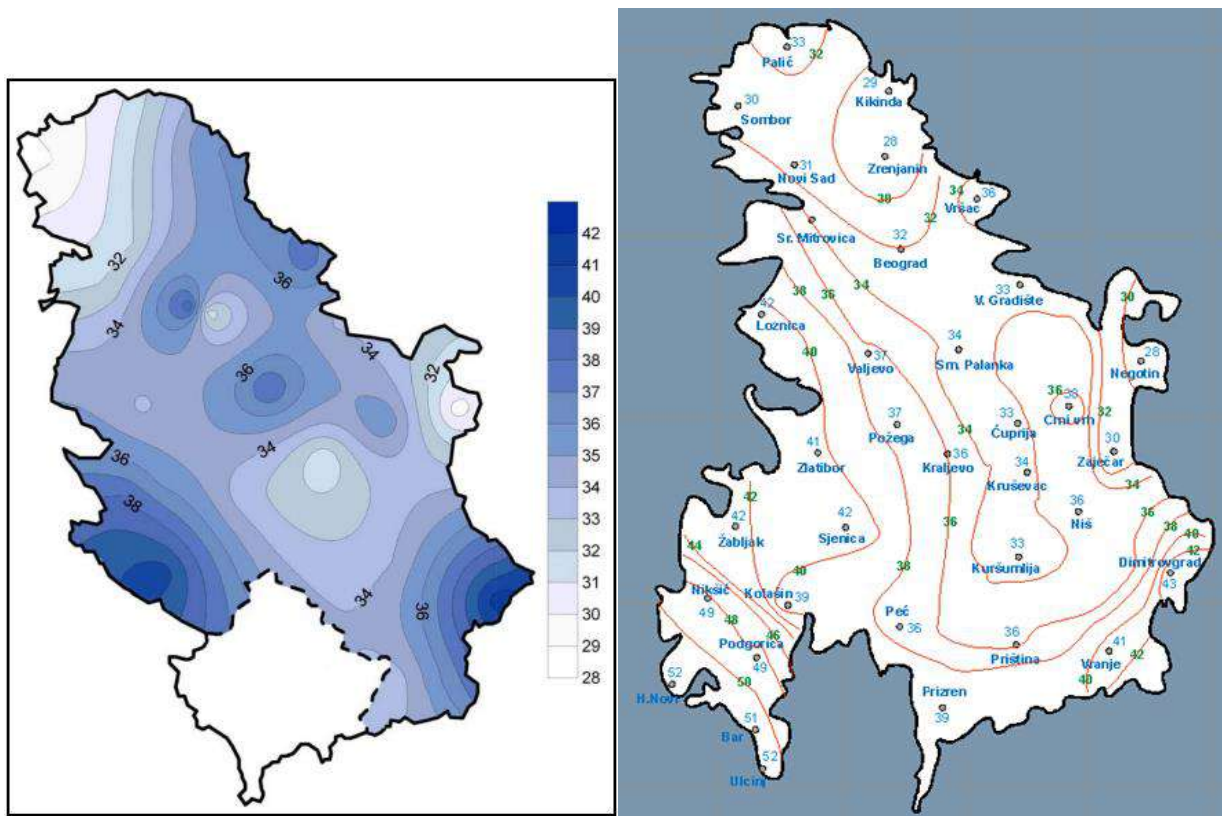 32
36
34
34
32
36
34
36
38
34
36
42
41
40
39
38
37
36
35
34
33
32
31
30
29
28
33
32
Palić
29
Kikinda
30
Sombor
28
Zrenjanin
31
Novi Sad
30
34
36
Vršac
32
Sr. Mitrovica
32
Beograd
33
V. Gradište
38
36
34
30
42
Loznica
40
37
Valjevo
34
Sm. Palanka
28
Negotin
36
38
Crni vrh
32
37
Požega
33
Ćuprija
34
41
Zlatibor
36
Kraljevo
30
Zaječar
34
Kruševac
34
42
42
Žabljak
42
Sjenica
36
36
Niš
36
38
40
42
44
33
Kuršumlija
Dimitrovgrad
43
40
38
Nikšić
49
Kolašin
39
48
46
Peć
36
36
Priština
41
Vranje
42
40
Podgorica
49
50
52
H.Novi
Prizren
39
51
Bar
52
Ulcinj